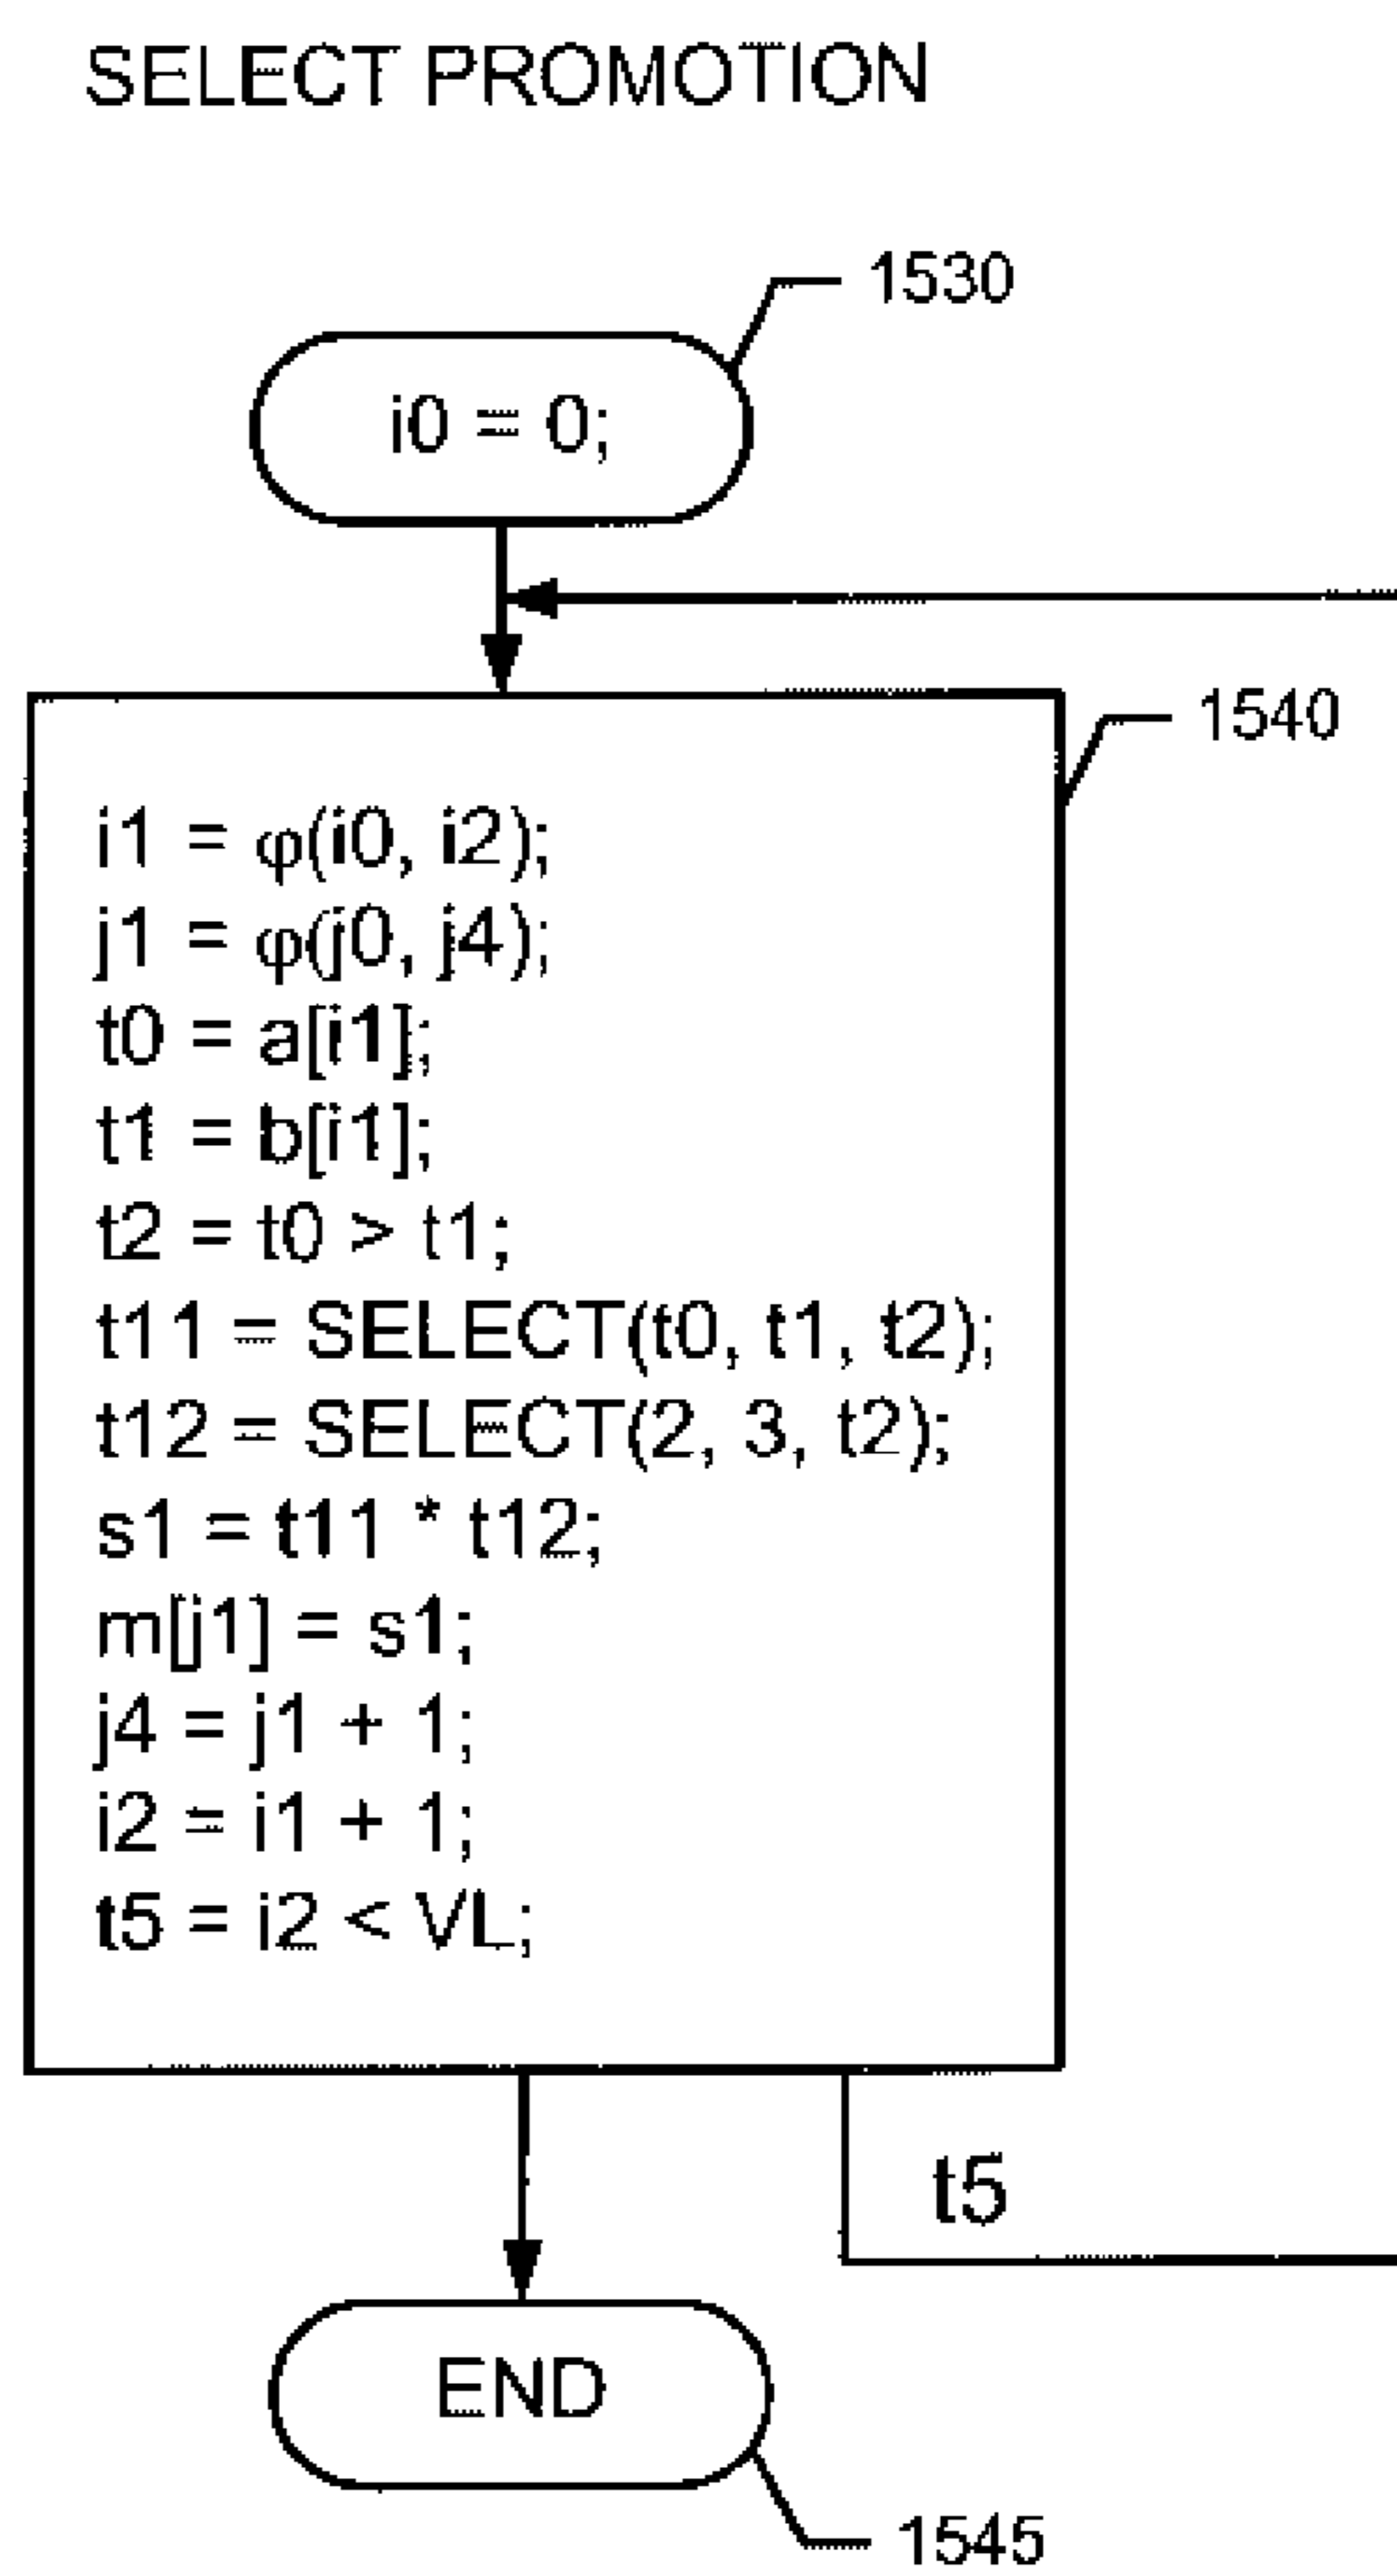 SELECT PROMOTION
1530
i0 = 0;
1540
i1 = φ(i0, i2);
j1 = φ(j0, j4);
t0 = a[i1];
t1 = b[i1];
t2 = t0 > t1;
t11 = SELECT(t0, t1, t2);
t12 = SELECT(2, 3, t2);
s1 = t11 * t12;
m[j1] = s1;
j4 = j1 + 1;
i2 = i1 + 1;
t5 = i2 < VL;
t5
END
1545